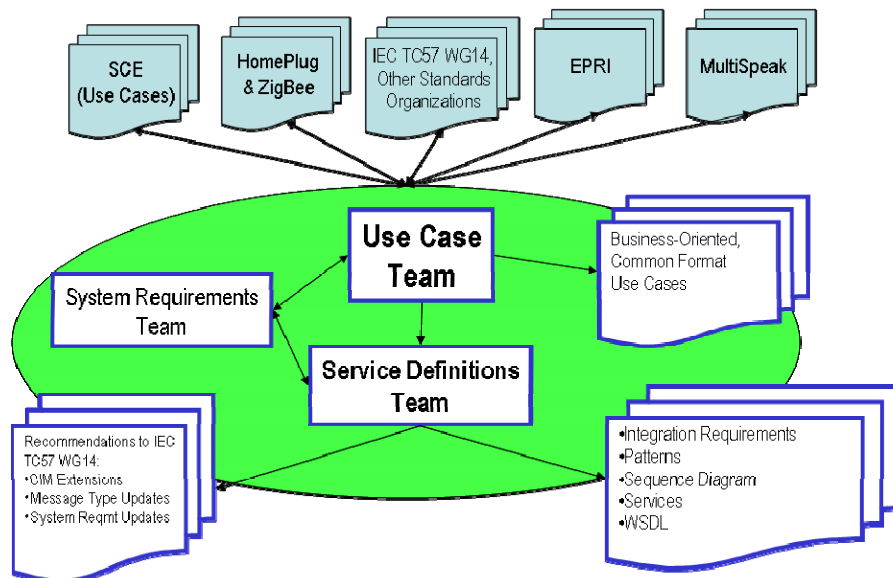 SCE
(Use Cases)
HomePlug
& ZigBee
IEC TC57 WG14,
Other Standards
Organizations
EPRI
MultiSpeak
Use Case
Team
Business-Oriented,
Common Format
Use Cases
System Requirements
Team
Service Definitions
Team
Recommendations to IEC
TC57 WG14:
•CIM Extensions
•Message Type Updates
•System Reqmt Updates
•Integration Requirements
•Patterns
•Sequence Diagram
•Services
•WSDL